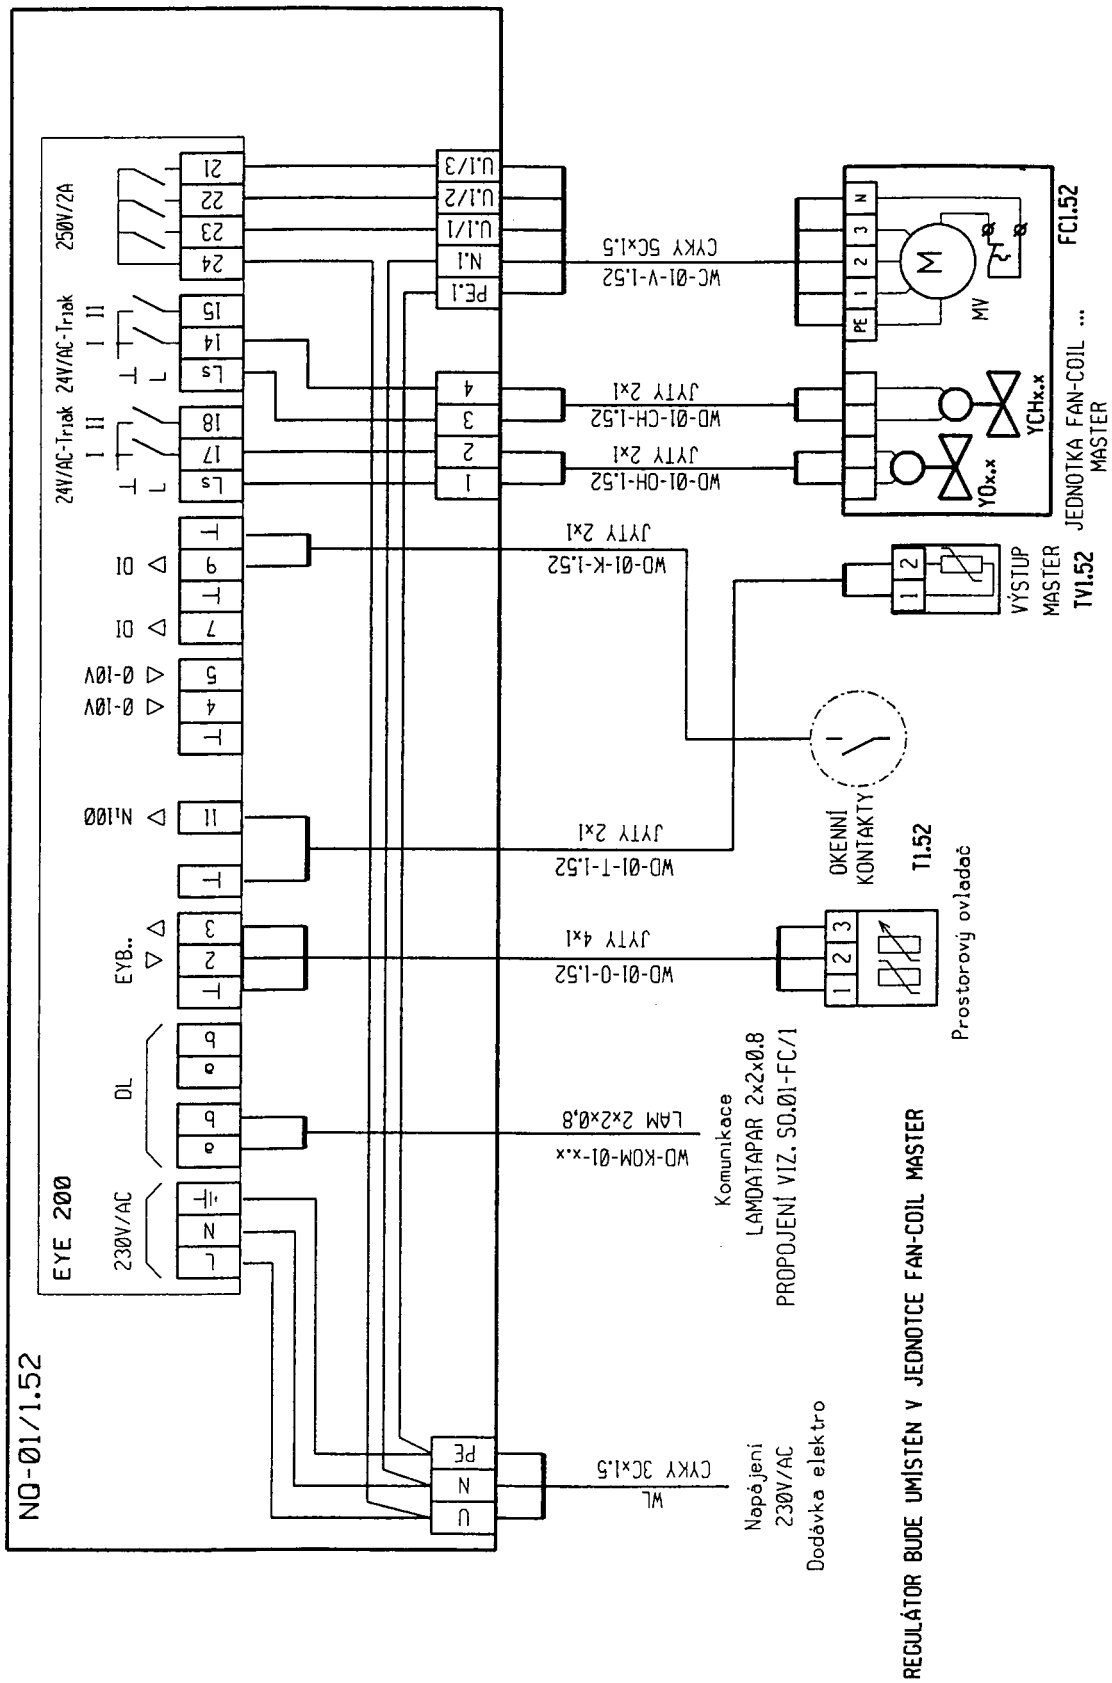 NQ-01/1.52
EYE 200
230V/AC
DL
EYB..
Ni100
0-10V
0-10V
DI
DI
24V/AC-Triak
I
II
24V/AC-Triak
I
II
250V/2A
L
N
a
b
a
b
2
3
11
4
5
7
9
Ls
17
18
Ls
14
15
24
23
22
21
U
N
PE
1
2
3
4
PE.1
N.1
U.1/1
U.1/2
U.1/3
WL
CYKY 3Cx1.5
WD-KOM-01-x.x
LAM 2x2x0,8
WD-01-O-1.52
JYTY 4x1
WD-01-T-1.52
JYTY 2x1
WD-01-K-1.52
JYTY 2x1
WD-01-OH-1.52
JYTY 2x1
WD-01-CH-1.52
JYTY 2x1
WC-01-V-1.52
CYKY 5Cx1.5
Napájení
230V/AC
Dodávka elektro
Komunikace
LAMDATAPAR 2x2x0.8
PROPOJENÍ VIZ. SO.01-FC/1
1
2
3
T1.52
Prostorový ovladač
OKENNÍ
KONTAKTY
1
2
VÝSTUP
MASTER
TV1.52
YOx.x
YCHx.x
PE
1
2
3
N
M
MV
FC1.52
JEDNOTKA FAN-COIL ...
MASTER
REGULÁTOR BUDE UMÍSTĚN V JEDNOTCE FAN-COIL MASTER